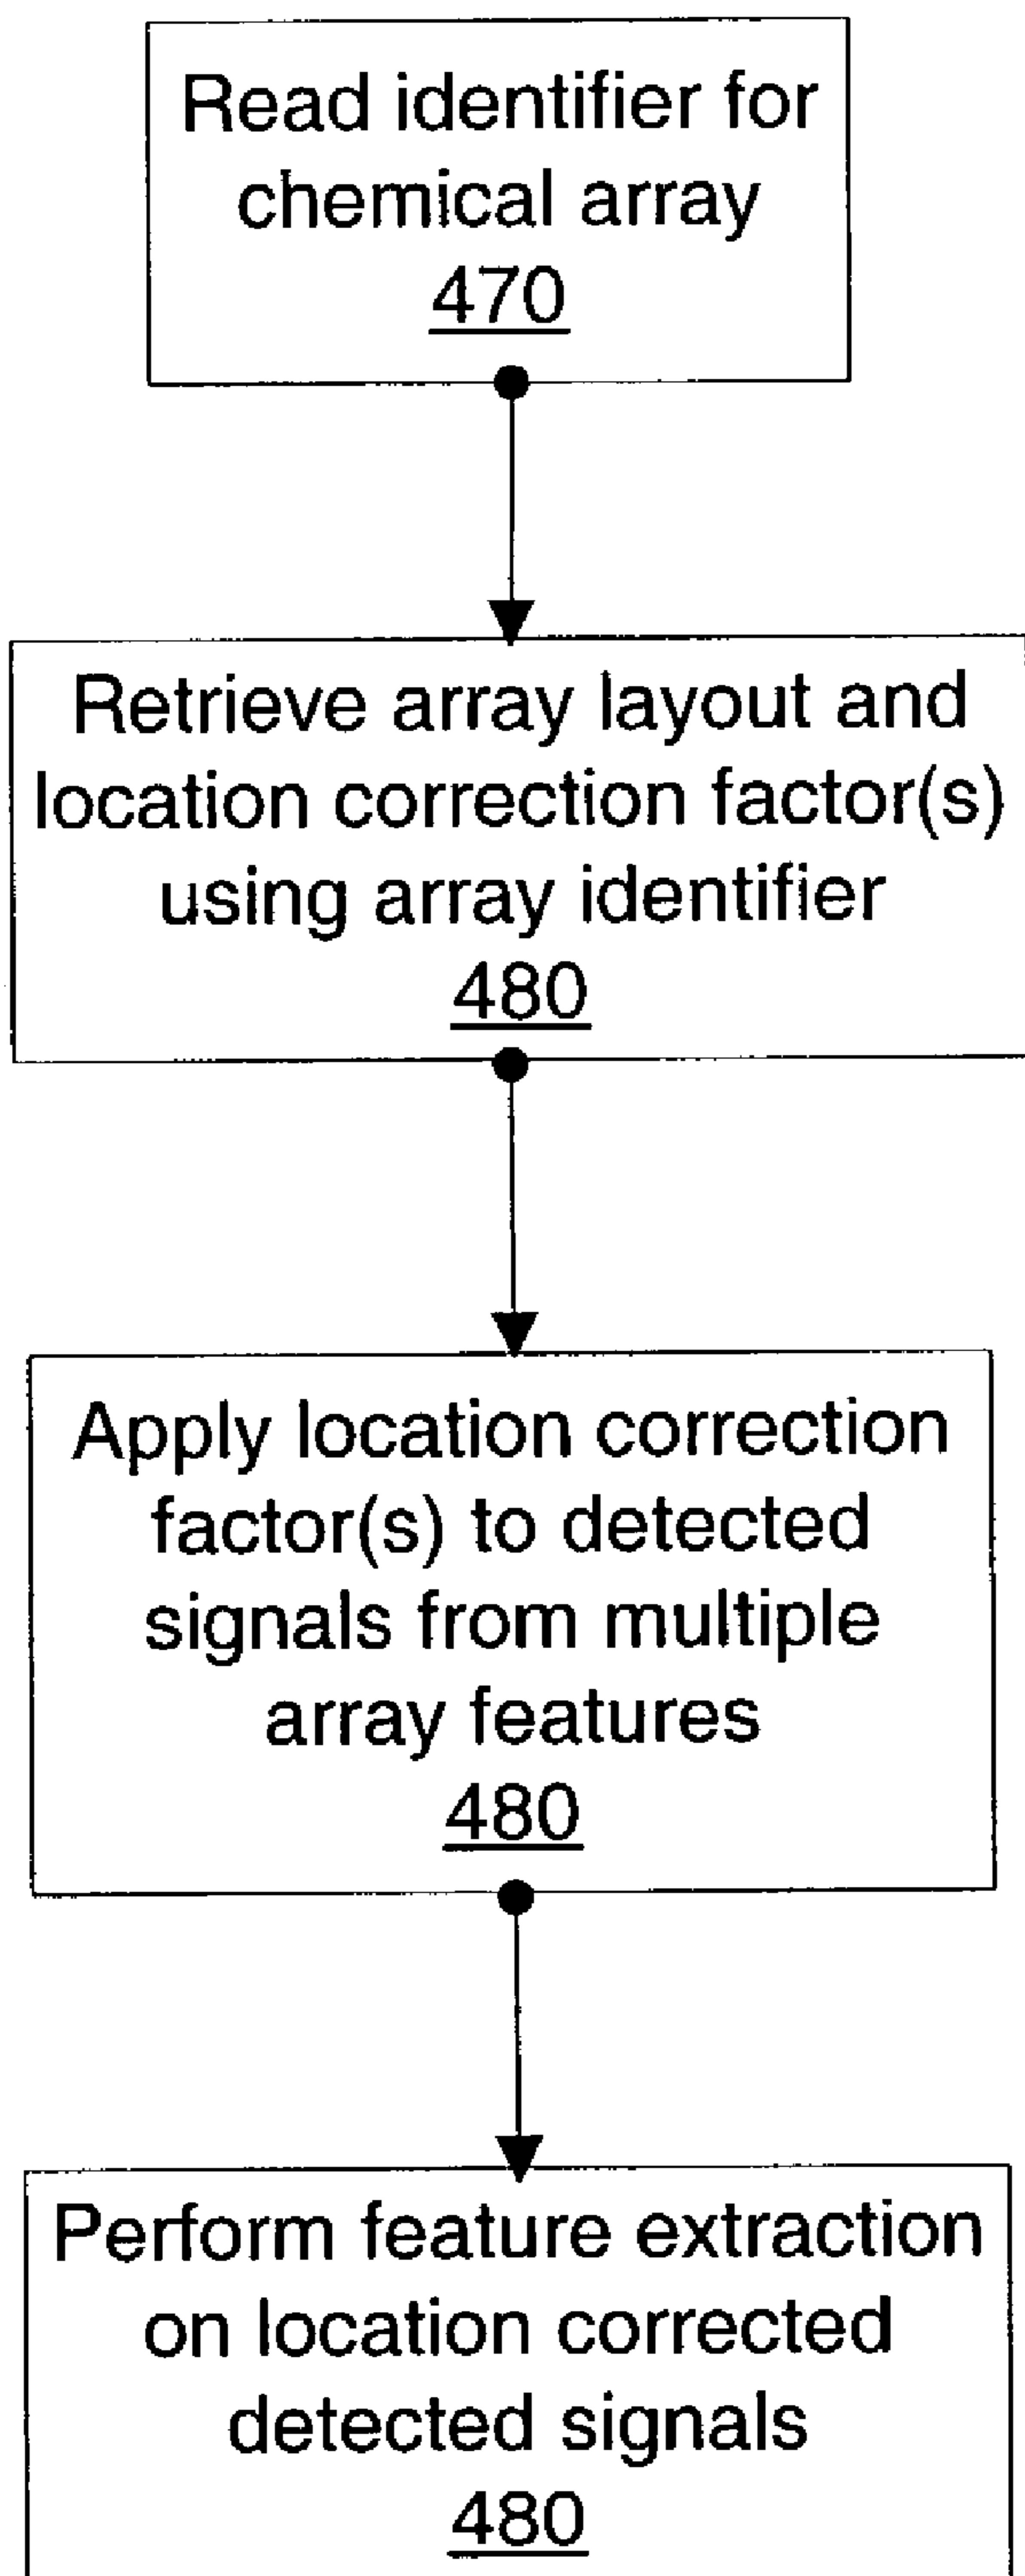 Read identifier for
chemical array
470
Retrieve array layout and
location correction factor(s)
using array identifier
480
Apply location correction
factor(s) to detected
signals from multiple
array features
480
Perform feature extraction
on location corrected
detected signals
480